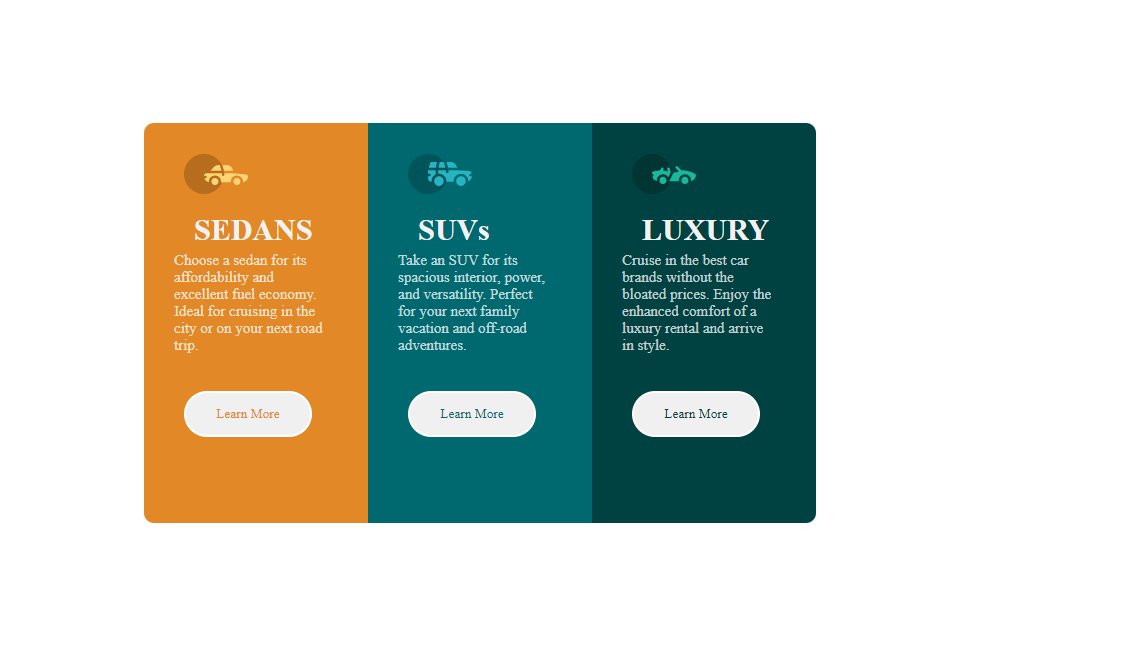 SEDANS
Choose a sedan for its
affordability and
excellent fuel economy.
Ideal for cruising in the
city or on your next road
trip.
Learn More
SUVs
Take an SUV for its
spacious interior, power,
and versatility. Perfect
for your next family
vacation and off-road
adventures.
Learn More
LUXURY
Cruise in the best car
brands without the
bloated prices. Enjoy the
enhanced comfort of a
luxury rental and arrive
in style.
Learn More